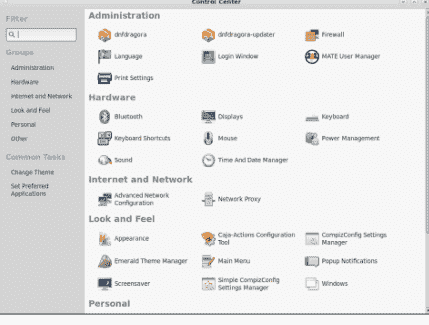 Control Center
Filter
Groups
Administration
Hardware
Internet and Network
Look and Feel
Personal
Other
Common Tasks
Change Theme
Set Preferred
Applications
Administration
dnfdragora
dnfdragora-updater
Firewall
Language
Login Window
MATE User Manager
Print Settings
Hardware
Bluetooth
Displays
Keyboard
Keyboard Shortcuts
Mouse
Power Management
Sound
Time And Date Manager
Internet and Network
Advanced Network
Configuration
Network Proxy
Look and Feel
Appearance
Caja-Actions Configuration
Tool
CompizConfig Settings
Manager
Emerald Theme Manager
Main Menu
Popup Notifications
Screensaver
Simple CompizConfig
Settings Manager
Windows
Personal